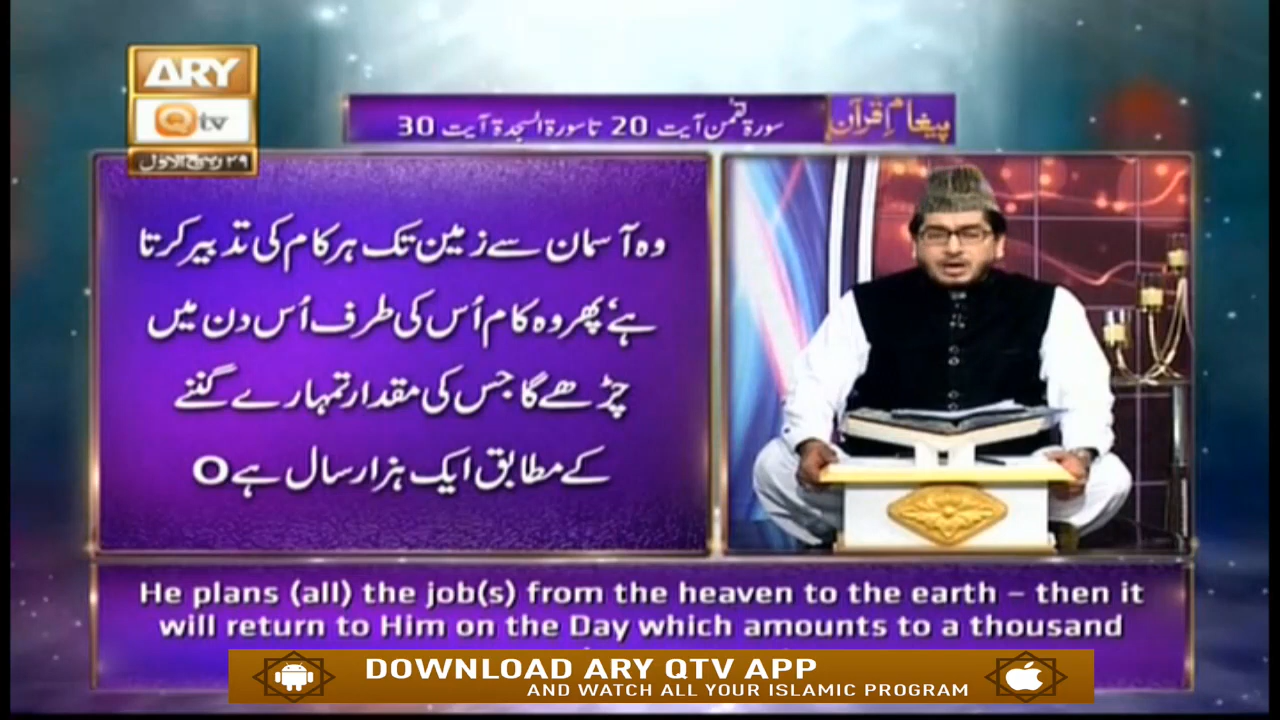 ARY
Qtv
۲۹ ربیع الاول
پیغام قرآن
سورۃ لقمٰن آیت 20 تا سورۃ السجدۃ آیت 30
وہ آسمان سے زمین تک ہر کام کی تدبیر کرتا
ہے‘ پھر وہ کام اُس کی طرف اُس دن میں
چڑھے گا جس کی مقدار تمہارے گننے
کے مطابق ایک ہزار سال ہے O
He plans (all) the job(s) from the heaven to the earth – then it
will return to Him on the Day which amounts to a thousand
DOWNLOAD ARY QTV APP
AND WATCH ALL YOUR ISLAMIC PROGRAM